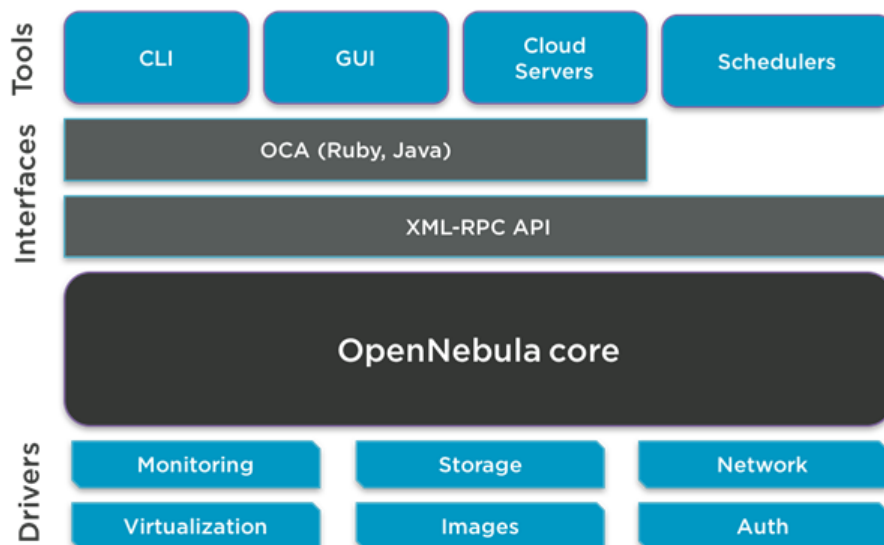 Tools
CLI
GUI
Cloud
Servers
Schedulers
Interfaces
OCA (Ruby, Java)
XML-RPC API
OpenNebula core
Drivers
Monitoring
Storage
Network
Virtualization
Images
Auth